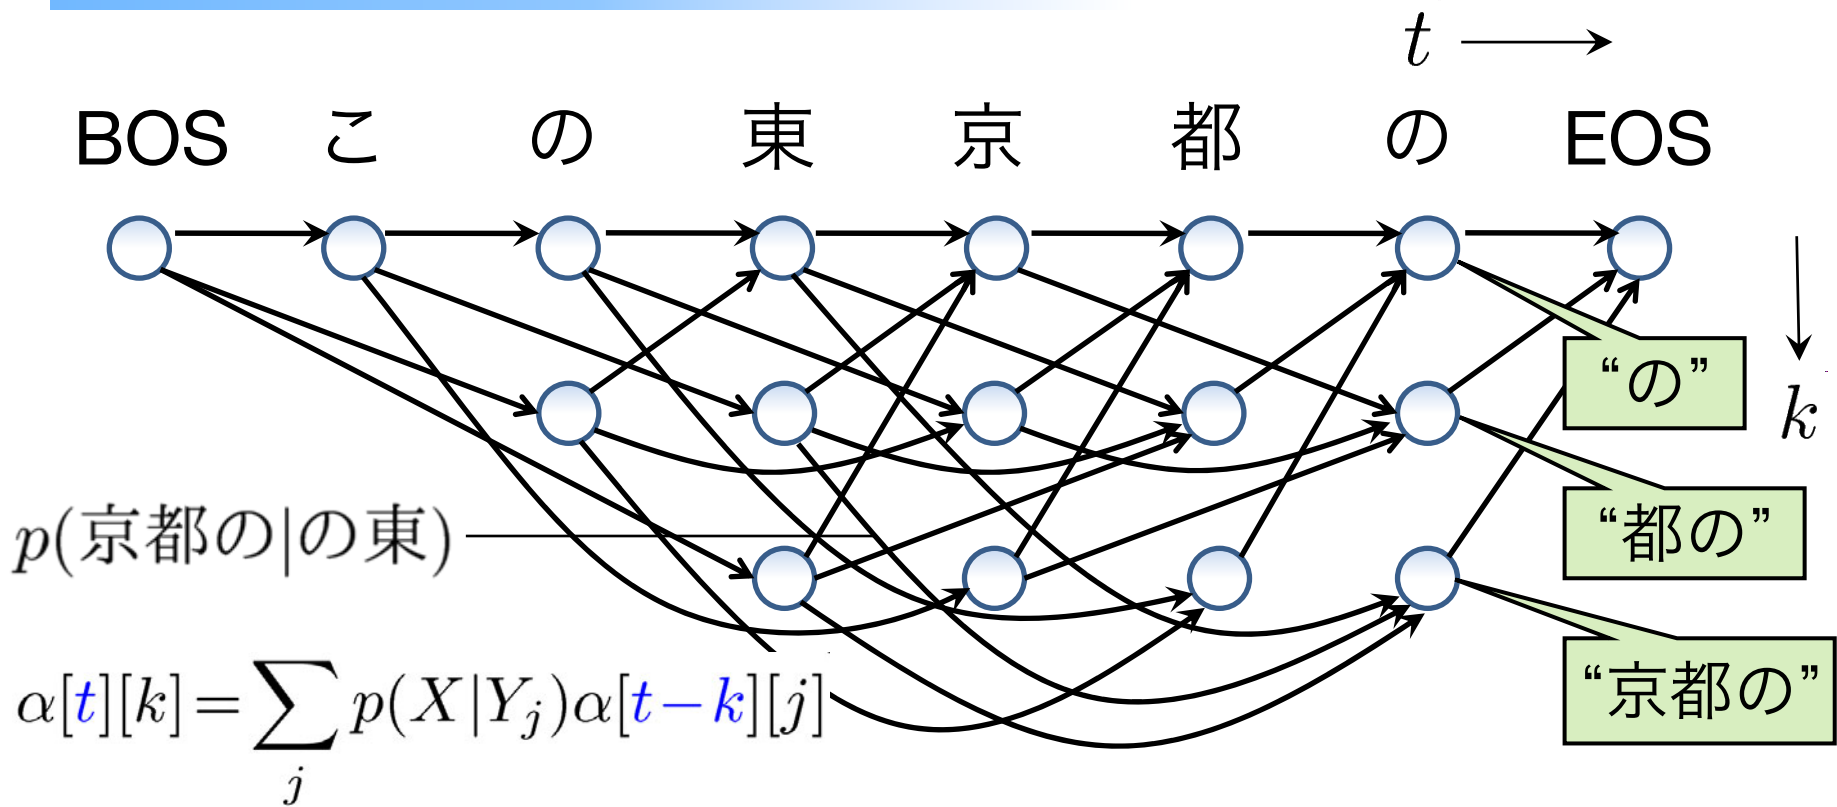 t
BOS こ の 東 京 都 の EOS
“の”
k
“都の”
p(京都の|の東)
“京都の”
α[t][k]=∑_j p(X|Y_j)α[t−k][j]